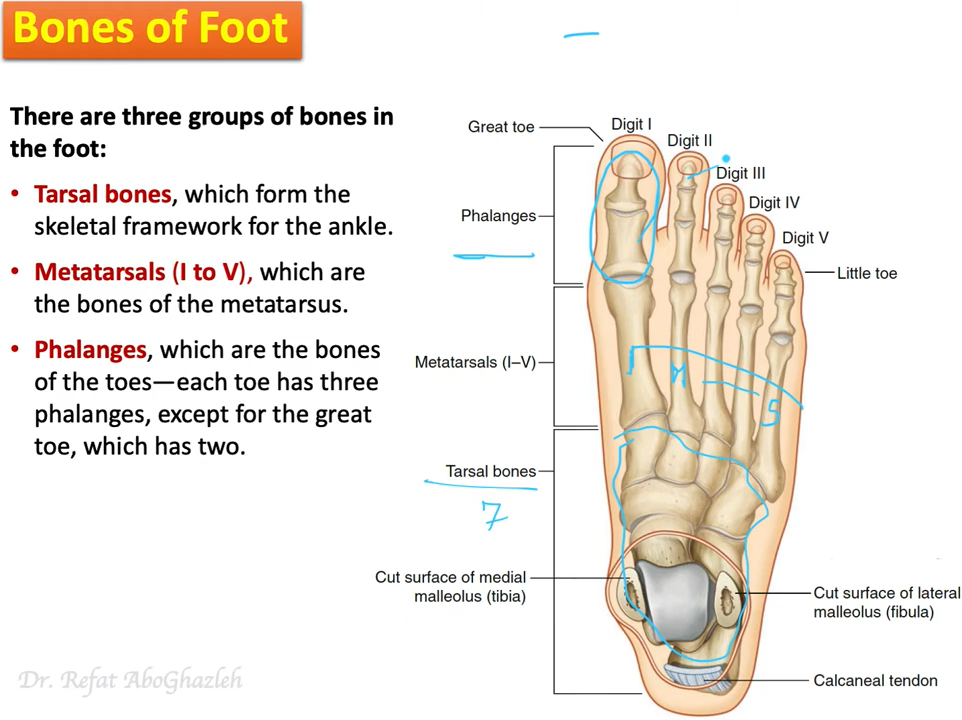 Bones of Foot
There are three groups of bones in
the foot:
• Tarsal bones, which form the
skeletal framework for the ankle.
• Metatarsals (I to V), which are
the bones of the metatarsus.
• Phalanges, which are the bones
of the toes—each toe has three
phalanges, except for the great
toe, which has two.
Great toe
Digit I
Digit II
Digit III
Digit IV
Digit V
Phalanges
Little toe
Metatarsals (I–V)
5
Tarsal bones
7
Cut surface of medial
malleolus (tibia)
Cut surface of lateral
malleolus (fibula)
Calcaneal tendon
Dr. Refat AboGhazleh